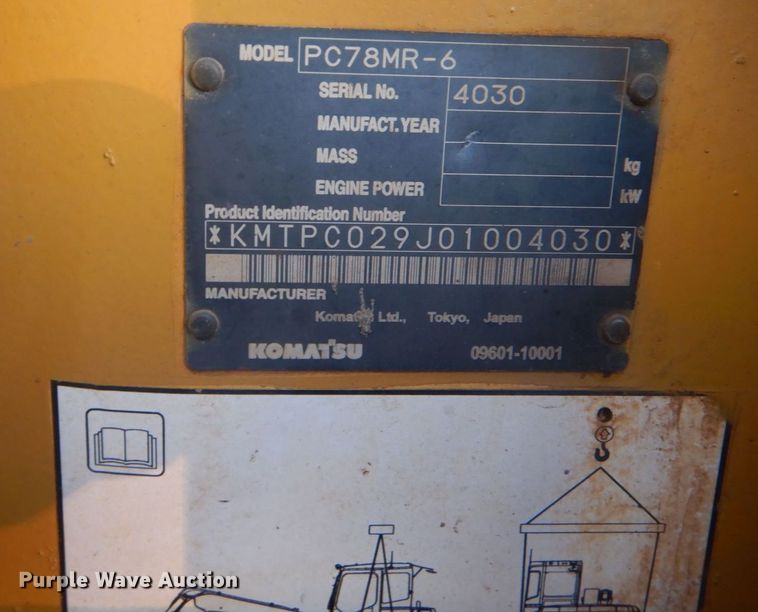 MODEL PC78MR-6
SERIAL No. 4030
MANUFACT. YEAR
MASS kg
ENGINE POWER kW
Product Identification Number
*KMTPC029J01004030*
MANUFACTURER
Komatsu Ltd., Tokyo, Japan
KOMATSU 09601-10001
Purple Wave Auction